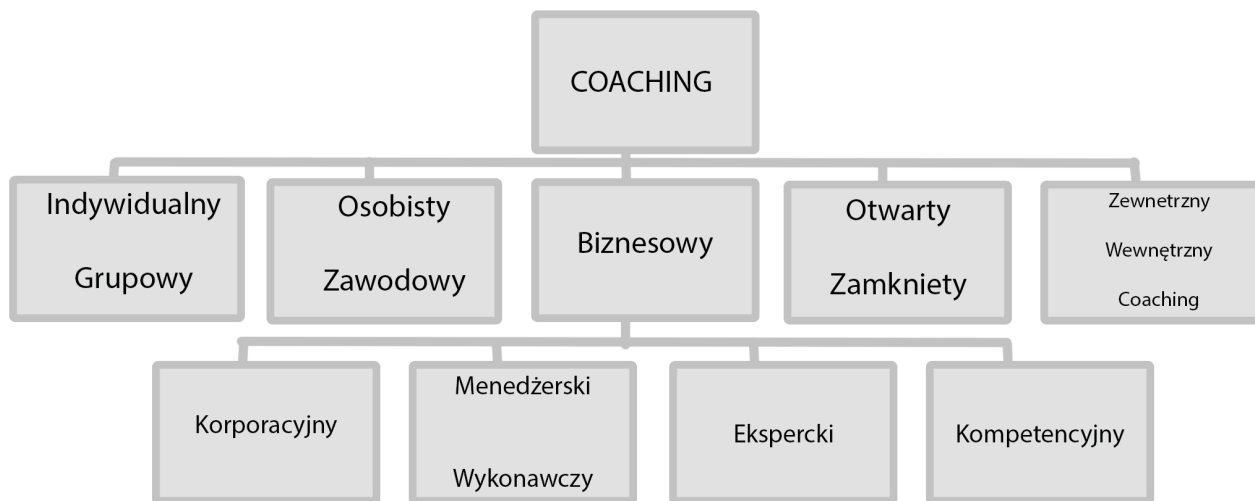 COACHING
Indywidualny
Grupowy
Osobisty
Zawodowy
Biznesowy
Otwarty
Zamkniety
Zewnetrzny
Wewnętrzny
Coaching
Korporacyjny
Menedżerski
Wykonawczy
Ekspercki
Kompetencyjny